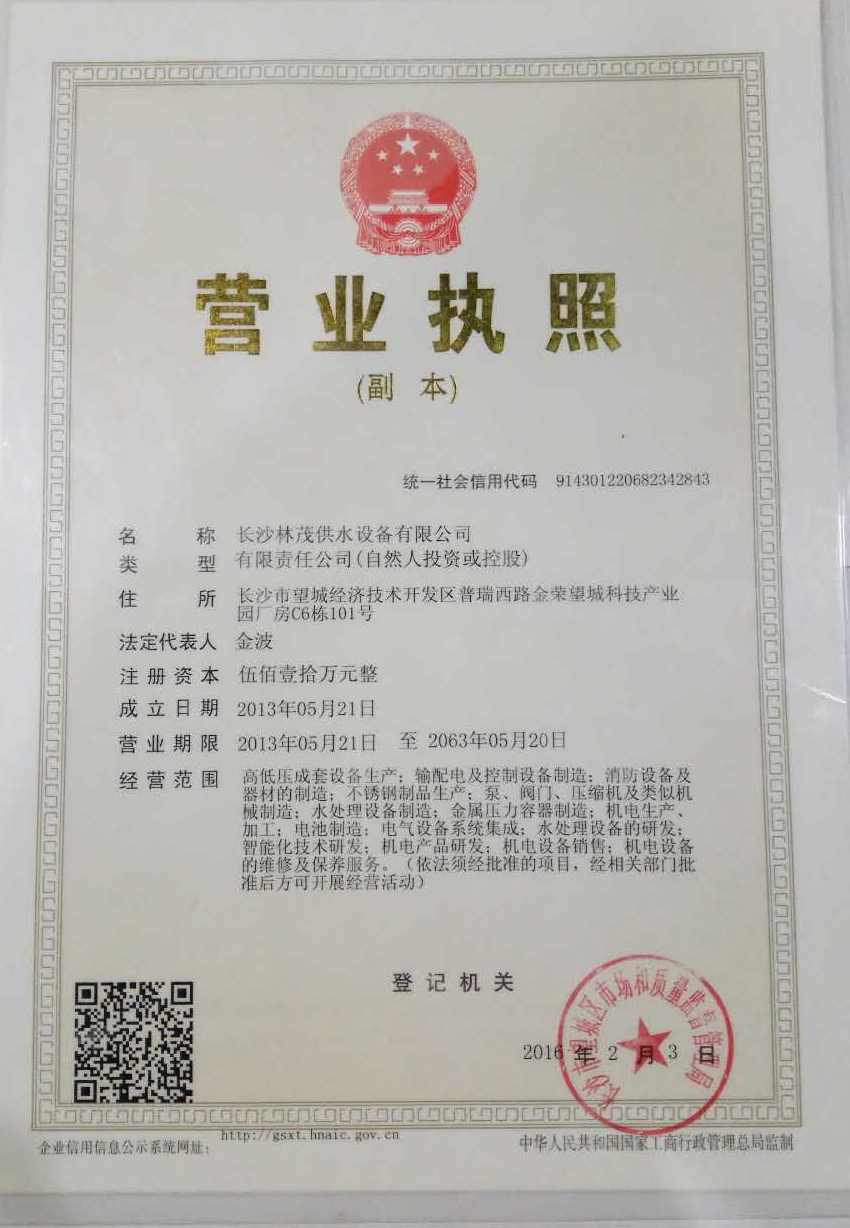 营业执照
(副 本)
统一社会信用代码 914301220682342843
名 称 长沙林茂供水设备有限公司
类 型 有限责任公司(自然人投资或控股)
住 所 长沙市望城经济技术开发区普瑞西路金荣望城科技产业
园厂房C6栋101号
法定代表人 金波
注册资本 伍佰壹拾万元整
成立日期 2013年05月21日
营业期限 2013年05月21日 至 2063年05月20日
经营范围 高低压成套设备生产；输配电及控制设备制造；消防设备及
器材的制造；不锈钢制品生产；泵、阀门、压缩机及类似机
械制造；水处理设备制造；金属压力容器制造；机电生产、
加工；电池制造；电气设备系统集成；水处理设备的研发；
智能化技术研发；机电产品研发；机电设备销售；机电设备
的维修及保养服务。（依法须经批准的项目，经相关部门批
准后方可开展经营活动）
登记机关
长沙市望城区市场和质量监督管理局
2016 年 2 月 3 日
企业信用信息公示系统网址： http://gsxt.hnaic.gov.cn
中华人民共和国国家工商行政管理总局监制